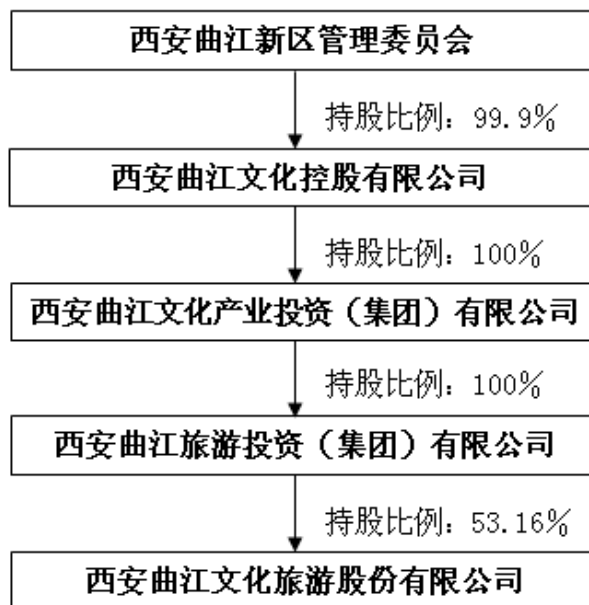 西安曲江新区管理委员会
持股比例：99.9%
西安曲江文化控股有限公司
持股比例：100%
西安曲江文化产业投资（集团）有限公司
持股比例：100%
西安曲江旅游投资（集团）有限公司
持股比例：53.16%
西安曲江文化旅游股份有限公司